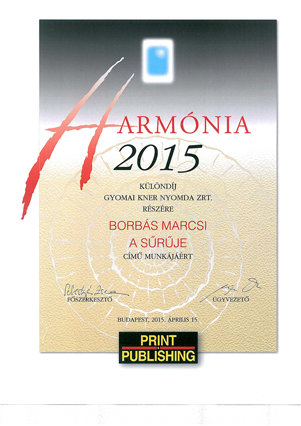 HARMÓNIA
2015
KÜLÖNDÍJ
GYOMAI KNER NYOMDA ZRT.
RÉSZÉRE
BORBÁS MARCSI
A SŰRŰJE
CÍMŰ MUNKÁJÁÉRT
FŐSZERKESZTŐ
ÜGYVEZETŐ
BUDAPEST, 2015. ÁPRILIS 15.
PRINT
PUBLISHING